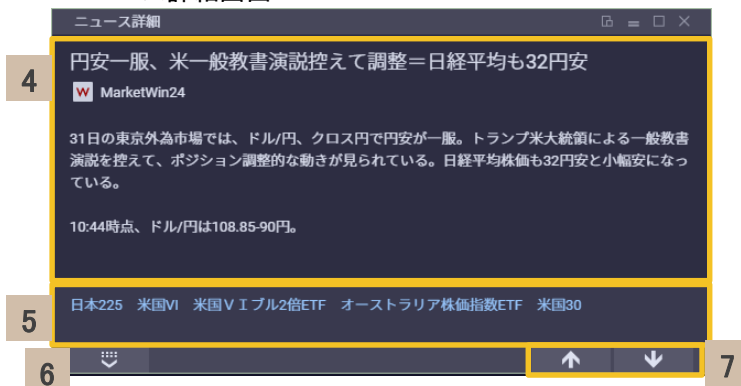 ニュース詳細
4
円安一服、米一般教書演説控えて調整＝日経平均も32円安
W MarketWin24
31日の東京外為市場では、ドル/円、クロス円で円安が一服。トランプ米大統領による一般教書
演説を控えて、ポジション調整的な動きが見られている。日経平均株価も32円安と小幅安になっ
ている。
10:44時点、ドル/円は108.85-90円。
5
日本225 米国VI 米国ＶＩブル2倍ETF オーストラリア株価指数ETF 米国30
6
7